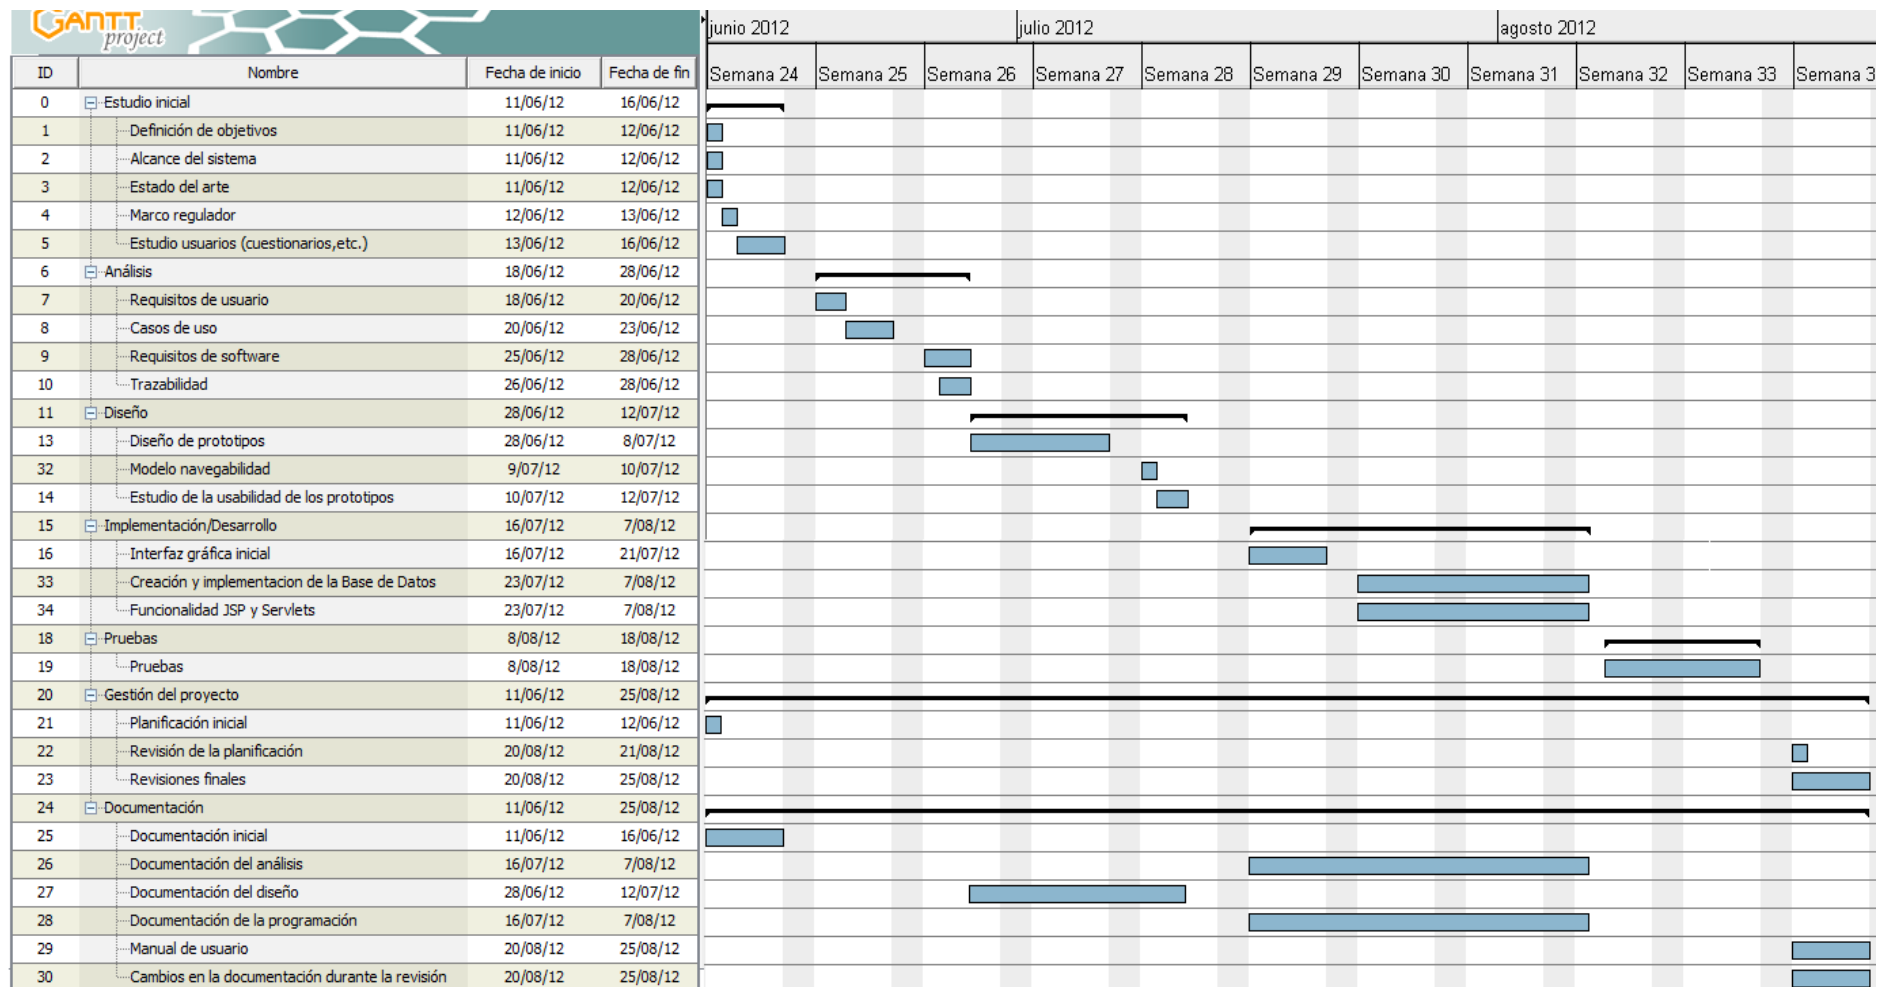 GANTT
project
junio 2012 julio 2012 agosto 2012
ID Nombre Fecha de inicio Fecha de fin Semana 24 Semana 25 Semana 26 Semana 27 Semana 28 Semana 29 Semana 30 Semana 31 Semana 32 Semana 33 Semana 3
0 Estudio inicial 11/06/12 16/06/12
1 Definición de objetivos 11/06/12 12/06/12
2 Alcance del sistema 11/06/12 12/06/12
3 Estado del arte 11/06/12 12/06/12
4 Marco regulador 12/06/12 13/06/12
5 Estudio usuarios (cuestionarios,etc.) 13/06/12 16/06/12
6 Análisis 18/06/12 28/06/12
7 Requisitos de usuario 18/06/12 20/06/12
8 Casos de uso 20/06/12 23/06/12
9 Requisitos de software 25/06/12 28/06/12
10 Trazabilidad 26/06/12 28/06/12
11 Diseño 28/06/12 12/07/12
13 Diseño de prototipos 28/06/12 8/07/12
32 Modelo navegabilidad 9/07/12 10/07/12
14 Estudio de la usabilidad de los prototipos 10/07/12 12/07/12
15 Implementación/Desarrollo 16/07/12 7/08/12
16 Interfaz gráfica inicial 16/07/12 21/07/12
33 Creación y implementacion de la Base de Datos 23/07/12 7/08/12
34 Funcionalidad JSP y Servlets 23/07/12 7/08/12
18 Pruebas 8/08/12 18/08/12
19 Pruebas 8/08/12 18/08/12
20 Gestión del proyecto 11/06/12 25/08/12
21 Planificación inicial 11/06/12 12/06/12
22 Revisión de la planificación 20/08/12 21/08/12
23 Revisiones finales 20/08/12 25/08/12
24 Documentación 11/06/12 25/08/12
25 Documentación inicial 11/06/12 16/06/12
26 Documentación del análisis 16/07/12 7/08/12
27 Documentación del diseño 28/06/12 12/07/12
28 Documentación de la programación 16/07/12 7/08/12
29 Manual de usuario 20/08/12 25/08/12
30 Cambios en la documentación durante la revisión 20/08/12 25/08/12